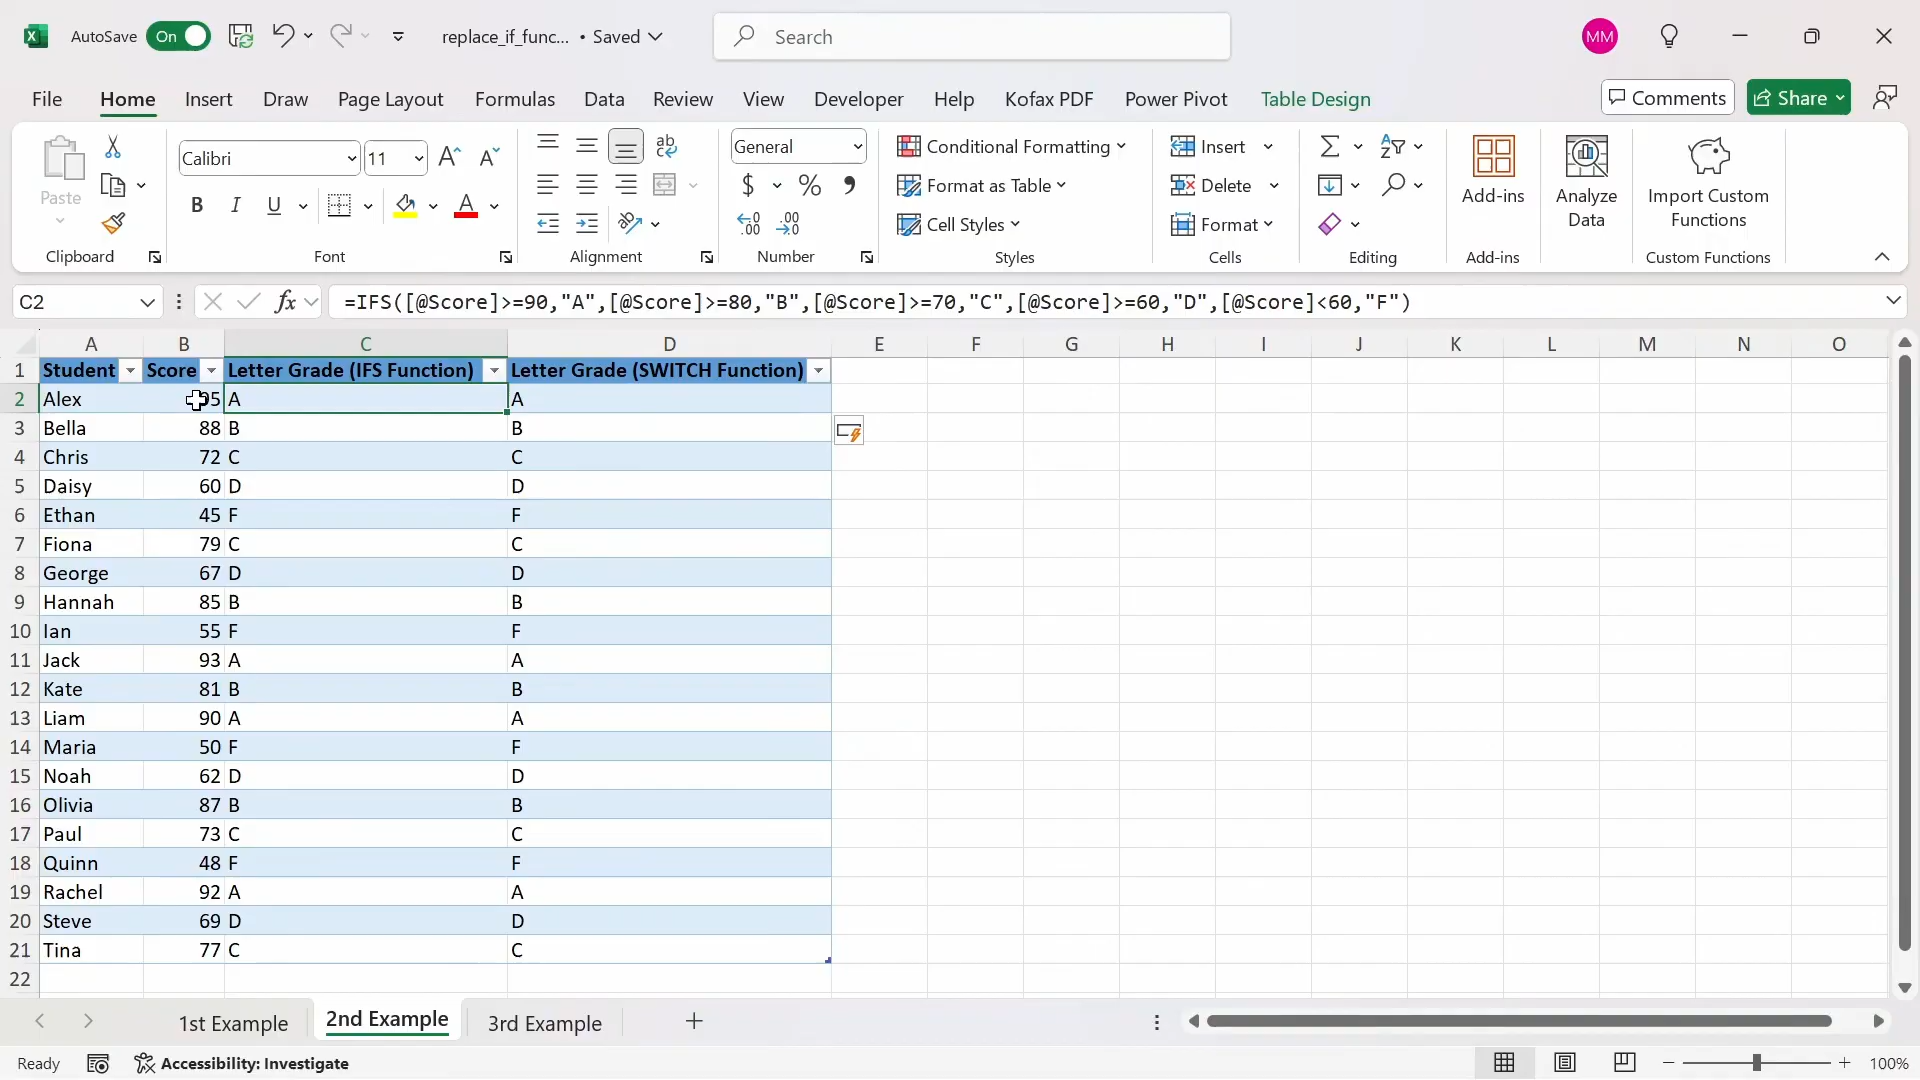 AutoSave On replace_if_func... • Saved Search MM
File Home Insert Draw Page Layout Formulas Data Review View Developer Help Kofax PDF Power Pivot Table Design Comments Share
Paste
Calibri 11
B I U A
ab
General
$ %
Conditional Formatting
Format as Table
Cell Styles
Insert
Delete
Format
Add-ins
Analyze Data
Import Custom Functions
Clipboard Font Alignment Number Styles Cells Editing Add-ins Custom Functions
C2 fx =IFS([@Score]>=90,"A",[@Score]>=80,"B",[@Score]>=70,"C",[@Score]>=60,"D",[@Score]<60,"F")
A B C D E F G H I J K L M N O
1 Student Score Letter Grade (IFS Function) Letter Grade (SWITCH Function)
2 Alex 95 A A
3 Bella 88 B B
4 Chris 72 C C
5 Daisy 60 D D
6 Ethan 45 F F
7 Fiona 79 C C
8 George 67 D D
9 Hannah 85 B B
10 Ian 55 F F
11 Jack 93 A A
12 Kate 81 B B
13 Liam 90 A A
14 Maria 50 F F
15 Noah 62 D D
16 Olivia 87 B B
17 Paul 73 C C
18 Quinn 48 F F
19 Rachel 92 A A
20 Steve 69 D D
21 Tina 77 C C
22
1st Example 2nd Example 3rd Example
Ready Accessibility: Investigate 100%